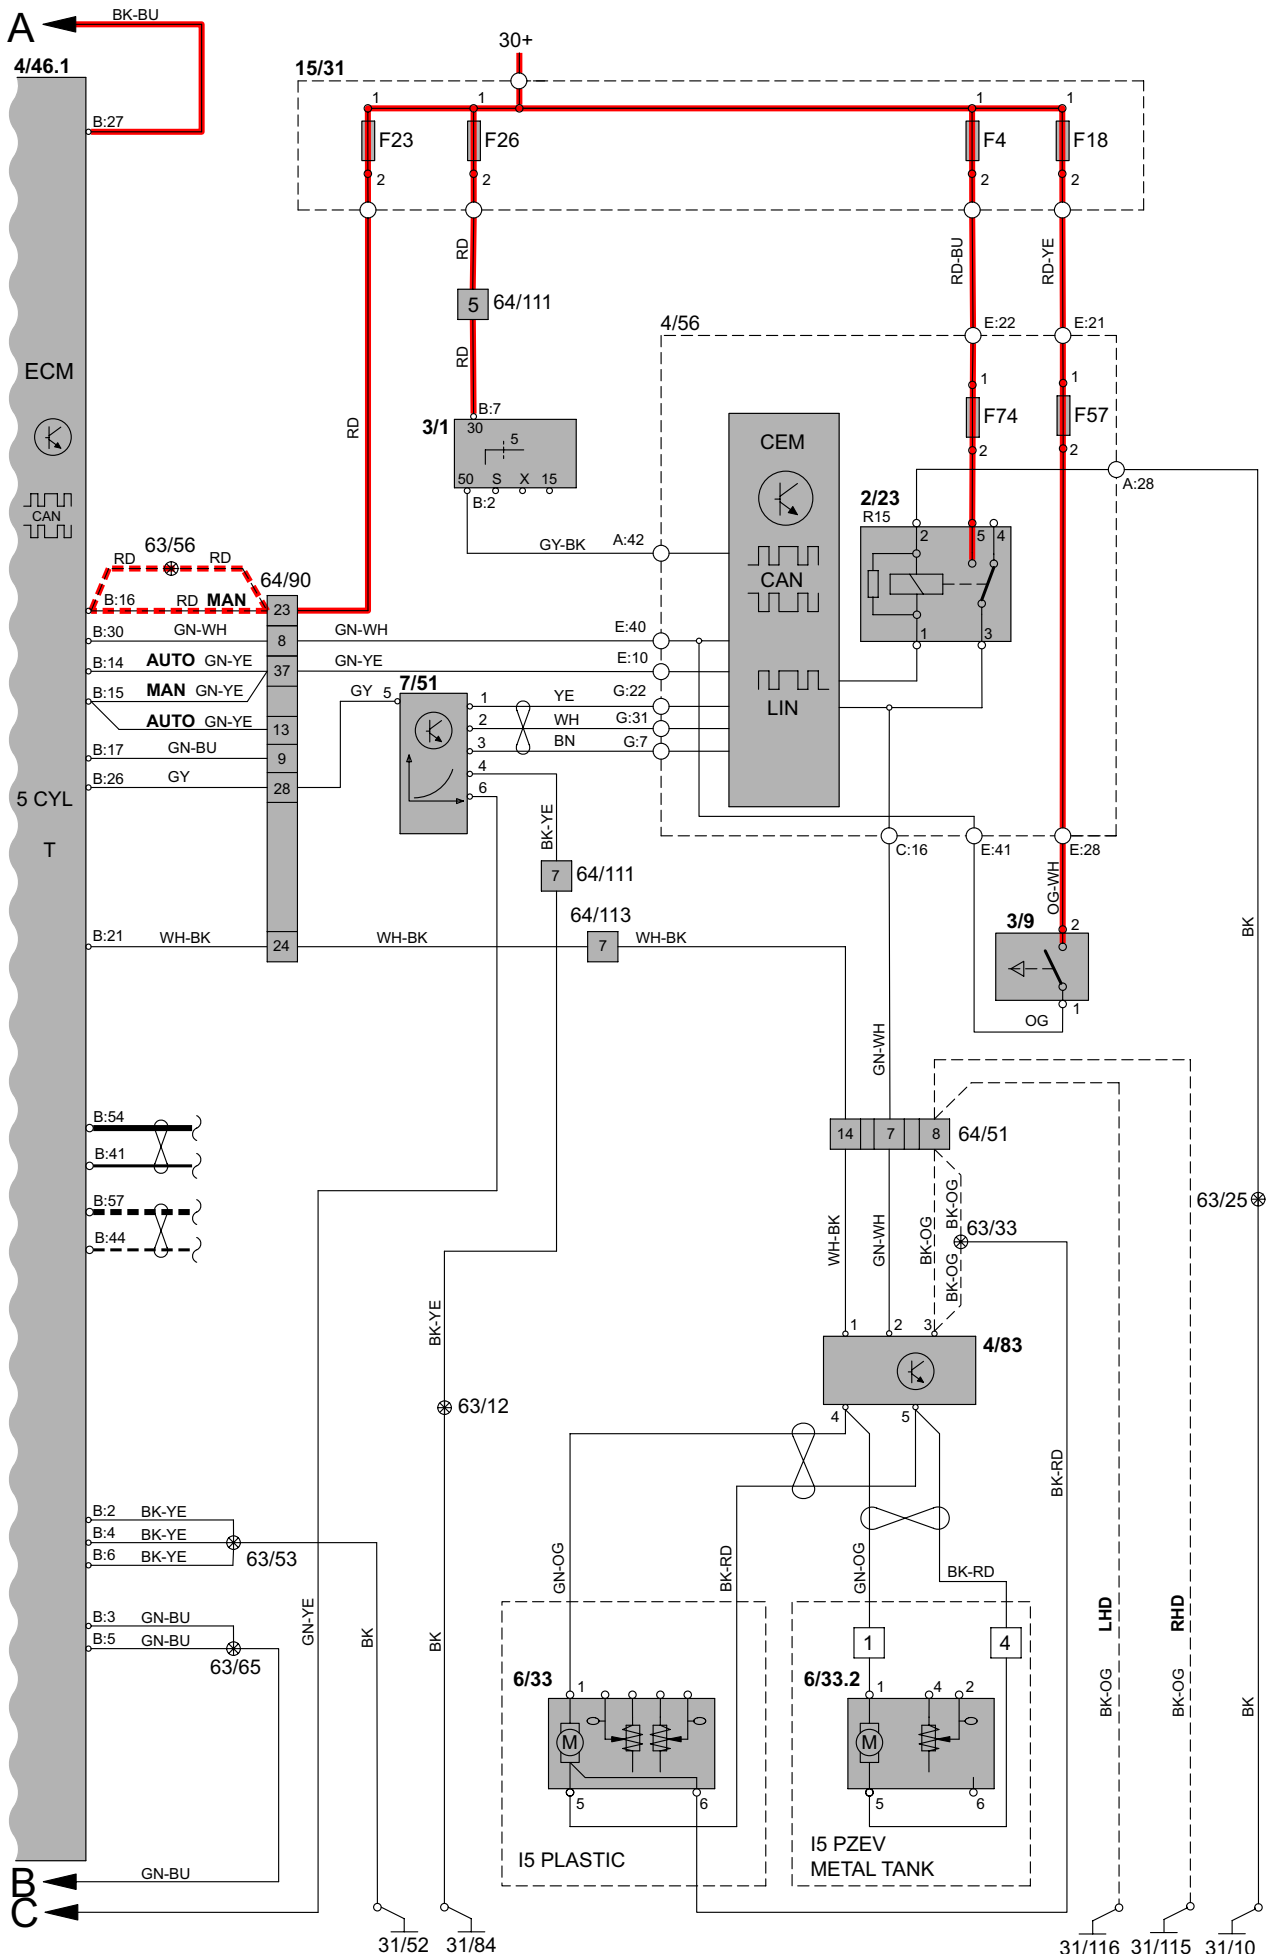 A
BK-BU
4/46.1
B:27
30+
15/31
1
1
1
1
F23
F26
F4
F18
2
2
2
2
RD
RD-BU
RD-YE
5
64/111
RD
RD
4/56
E:22
E:21
B:7
3/1
30
5
50
S
X
15
B:2
GY-BK
A:42
CEM
CAN
LIN
1
1
F74
F57
2
2
A:28
2/23
R15
2
5
4
1
3
ECM
CAN
63/56
RD
RD
64/90
B:16
RD
MAN
23
B:30
GN-WH
8
GN-WH
E:40
B:14
AUTO
GN-YE
37
GN-YE
E:10
B:15
MAN
GN-YE
AUTO
GN-YE
13
B:17
GN-BU
9
B:26
GY
28
GY
5
7/51
1
YE
G:22
2
WH
G:31
3
BN
G:7
4
6
5 CYL
T
BK-YE
7
64/111
C:16
E:41
E:28
OG-WH
3/9
2
1
OG
BK
64/113
B:21
WH-BK
24
WH-BK
7
WH-BK
GN-WH
B:54
B:41
B:57
B:44
14
7
8
64/51
WH-BK
GN-WH
BK-OG
BK-OG
BK-OG
63/33
63/25
1
2
3
4/83
4
5
BK-YE
63/12
BK-RD
B:2
BK-YE
B:4
BK-YE
B:6
BK-YE
63/53
GN-OG
BK-RD
GN-OG
BK-RD
B:3
GN-BU
B:5
GN-BU
63/65
GN-YE
BK
BK
LHD
RHD
BK-OG
BK-OG
BK
1
4
6/33
1
M
5
6
I5 PLASTIC
6/33.2
1
4
2
M
5
6
I5 PZEV
METAL TANK
B
GN-BU
C
31/52
31/84
31/116
31/115
31/10